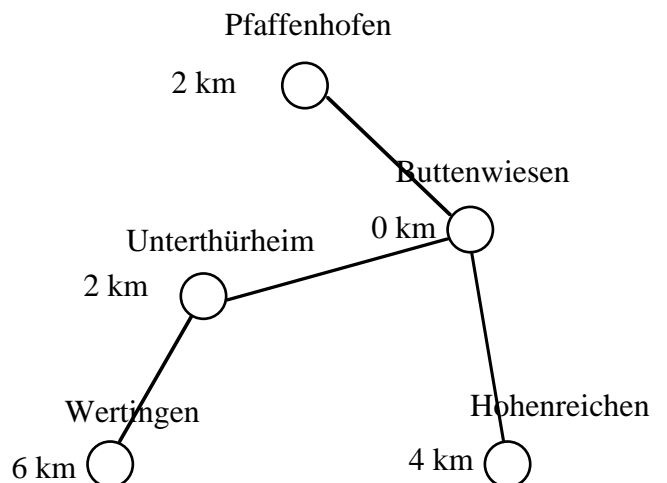 Pfaffenhofen
2 km
Buttenwiesen
0 km
Unterthürheim
2 km
Wertingen
Hohenreichen
6 km
4 km